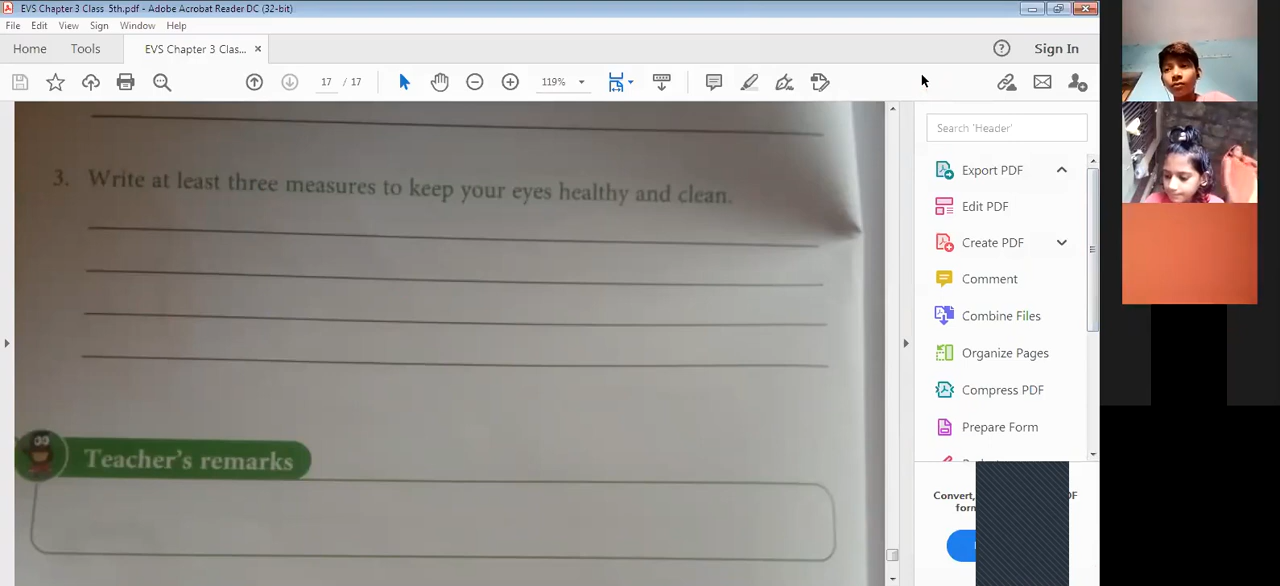 EVS Chapter 3 Class 5th.pdf - Adobe Acrobat Reader DC (32-bit)
File Edit View Sign Window Help
Home Tools EVS Chapter 3 Clas... × Sign In
17 / 17 119%
Search 'Header'
Export PDF
Edit PDF
Create PDF
Comment
Combine Files
Organize Pages
Compress PDF
Prepare Form
Convert,
3. Write at least three measures to keep your eyes healthy and clean.
Teacher's remarks